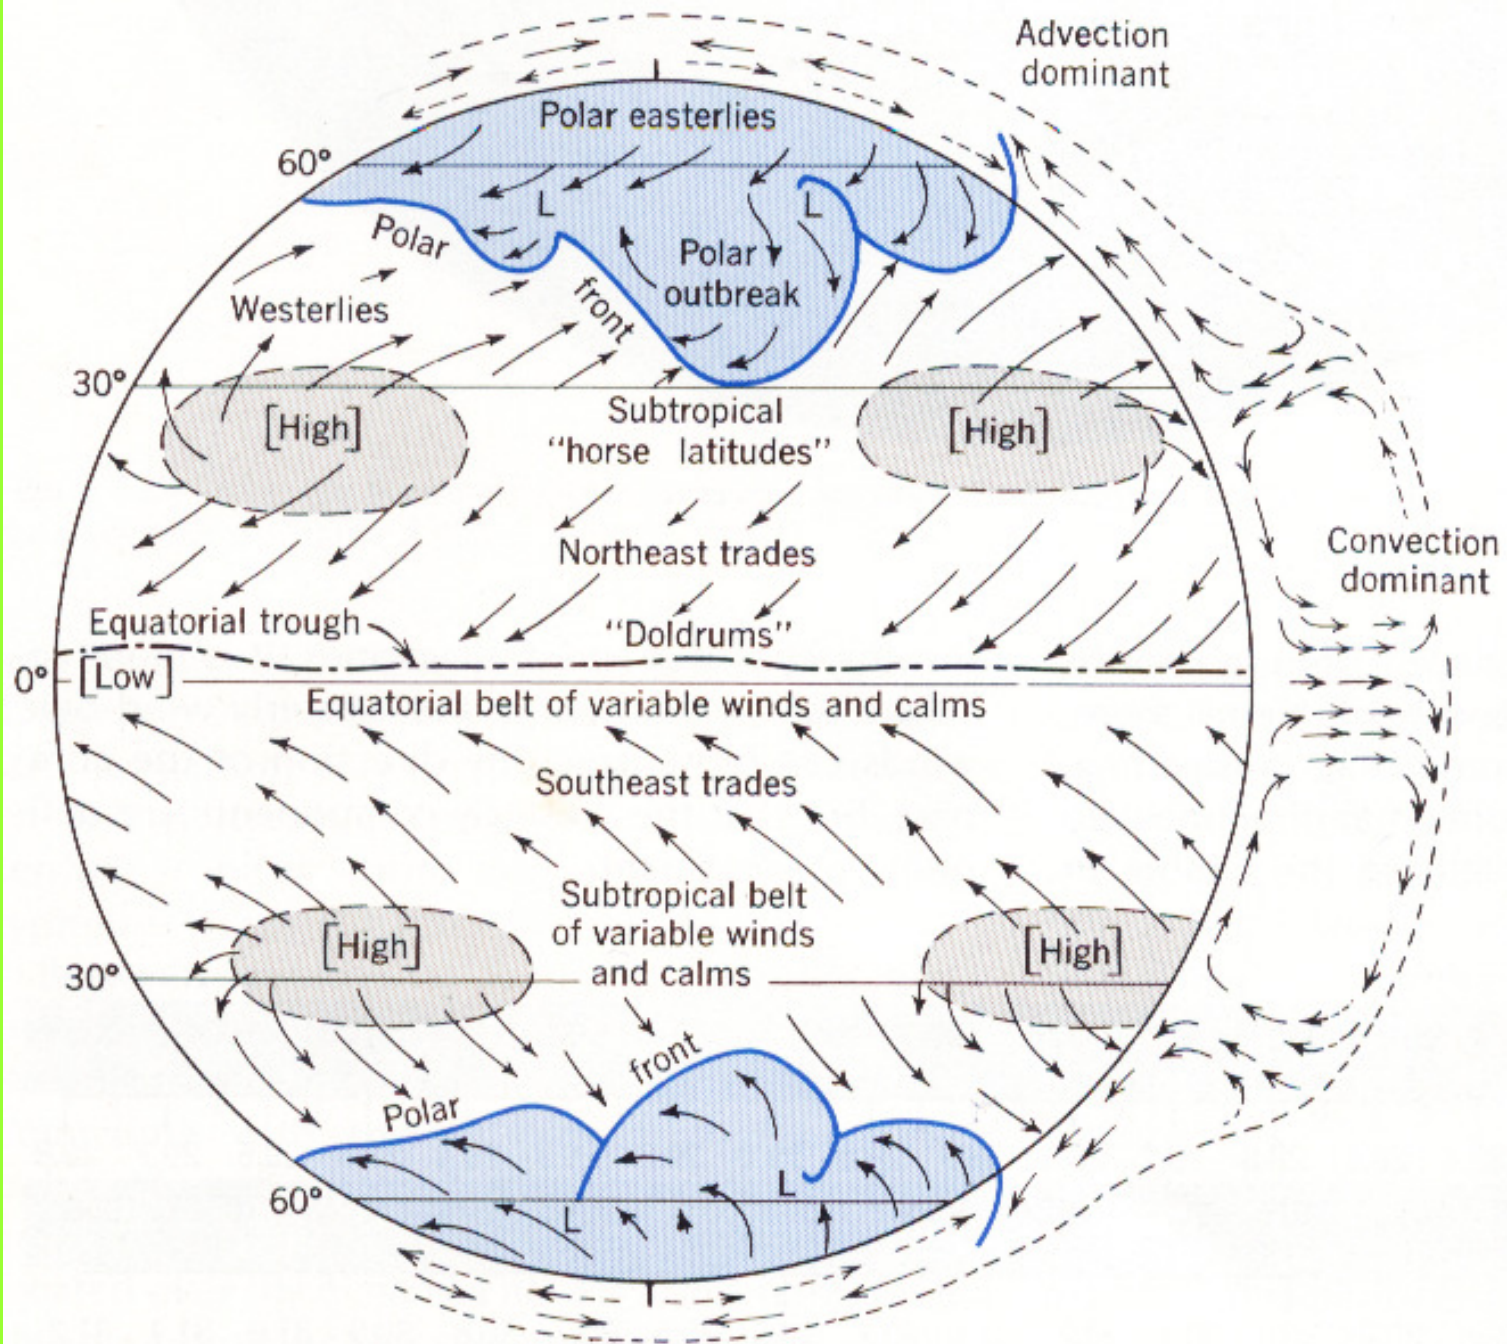 Advection
dominant
Polar easterlies
60°
L
L
Polar
Polar
outbreak
front
Westerlies
30°
[High]
Subtropical
“horse latitudes”
[High]
Northeast trades
Convection
dominant
Equatorial trough
“Doldrums”
0°
[Low]
Equatorial belt of variable winds and calms
Southeast trades
Subtropical belt
of variable winds
and calms
[High]
[High]
30°
front
Polar
60°
L
L